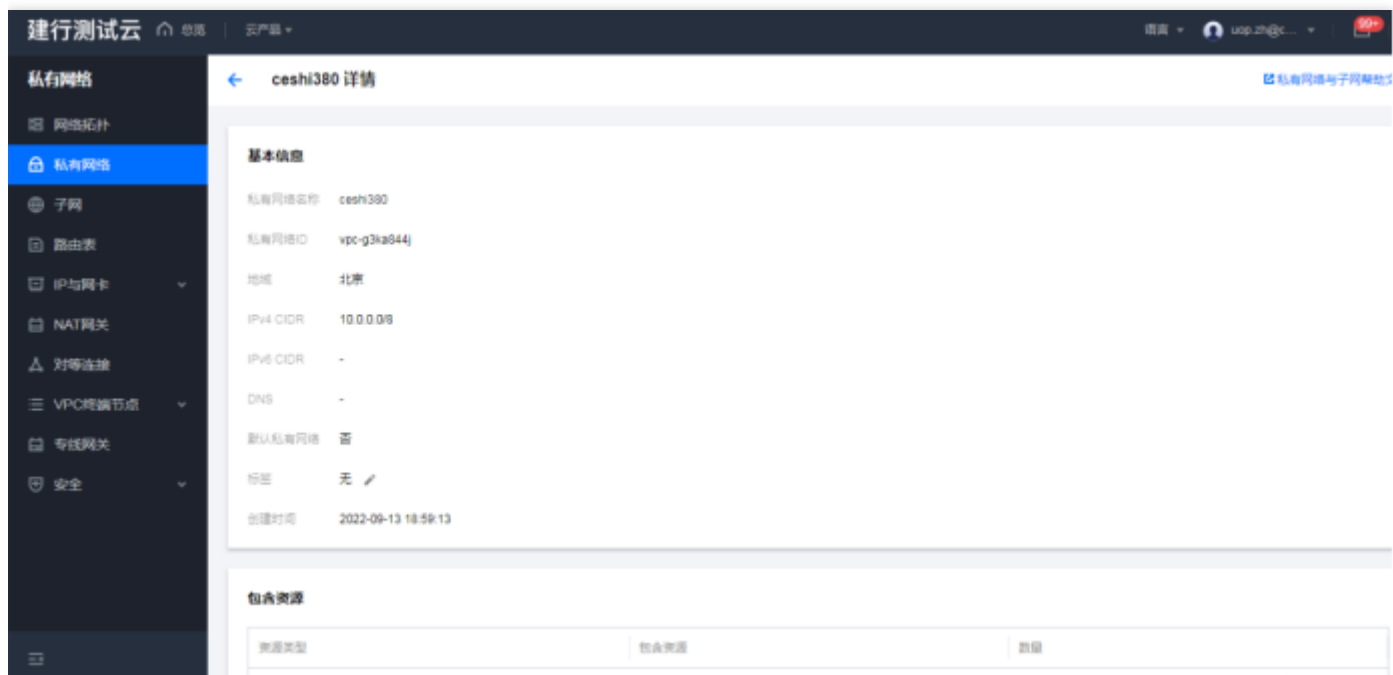 建行测试云 总览 云产品 语言 uop.zh@c... 99+
私有网络
网络拓扑
私有网络
子网
路由表
IP与网卡
NAT网关
对等连接
VPC终端节点
专线网关
安全
ceshi380 详情 私有网络与子网帮助文
基本信息
私有网络名称 ceshi380
私有网络ID vpc-g3ka844j
地域 北京
IPv4 CIDR 10.0.0.0/8
IPv6 CIDR -
DNS -
默认私有网络 否
标签 无
创建时间 2022-09-13 18:59:13
包含资源
资源类型 包含资源 数量